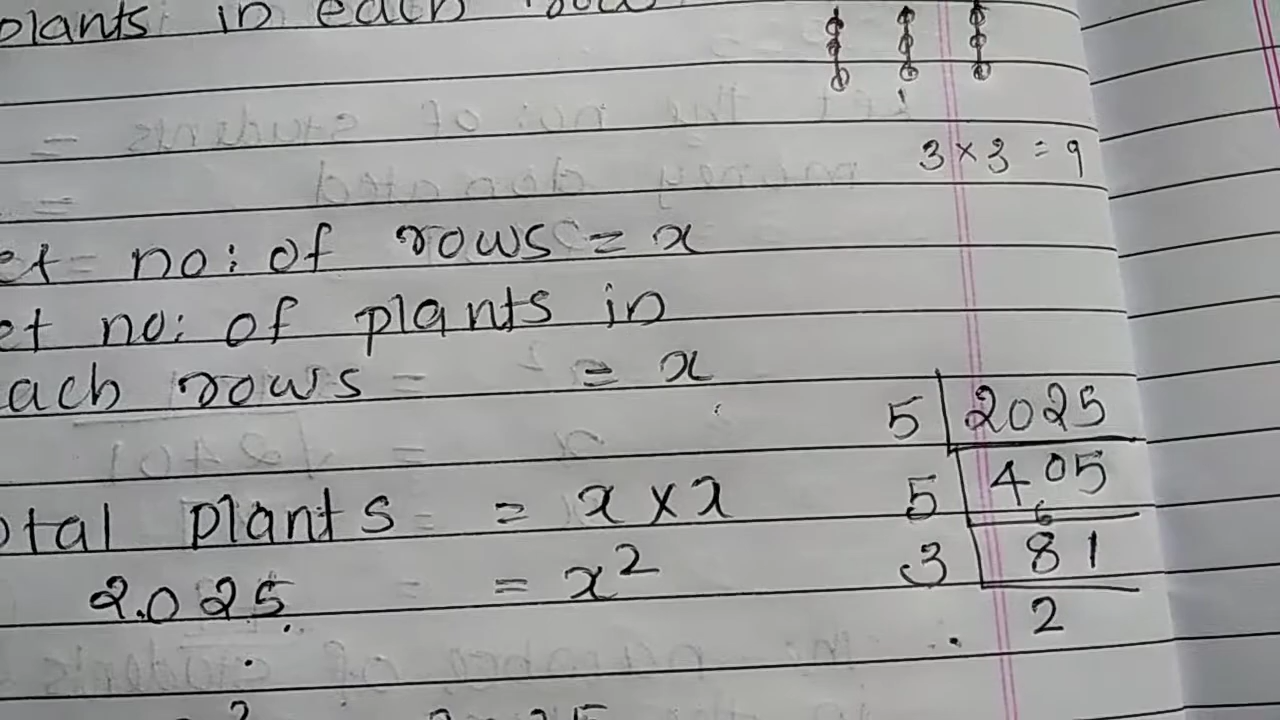 plants in each row
3 × 3 = 9
et no: of rows = x
et no: of plants in
ach rows = = x
5 2025
5 405
otal plants = x × x
3 81
2025 = x²
2